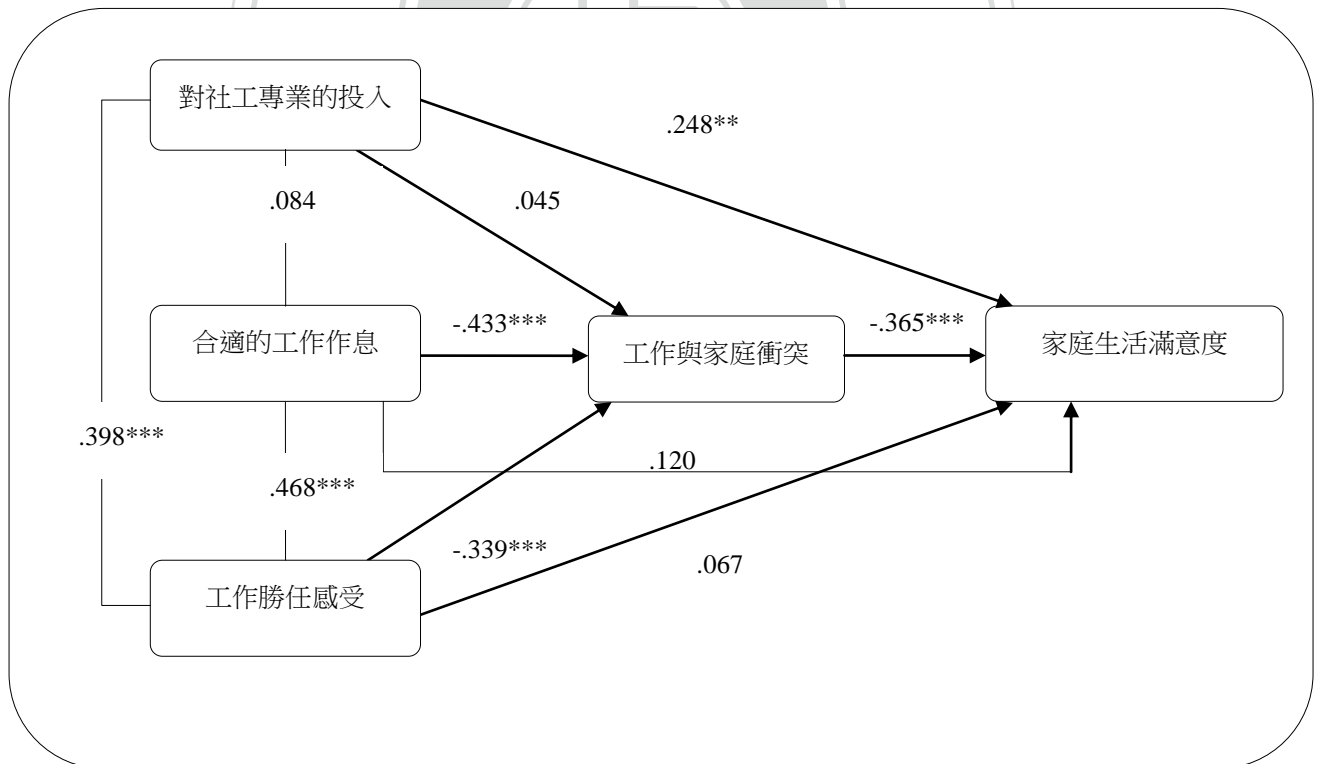 對社工專業的投入
.248**
.084
.045
合適的工作作息
-.433***
工作與家庭衝突
-.365***
家庭生活滿意度
.398***
.120
.468***
-.339***
.067
工作勝任感受